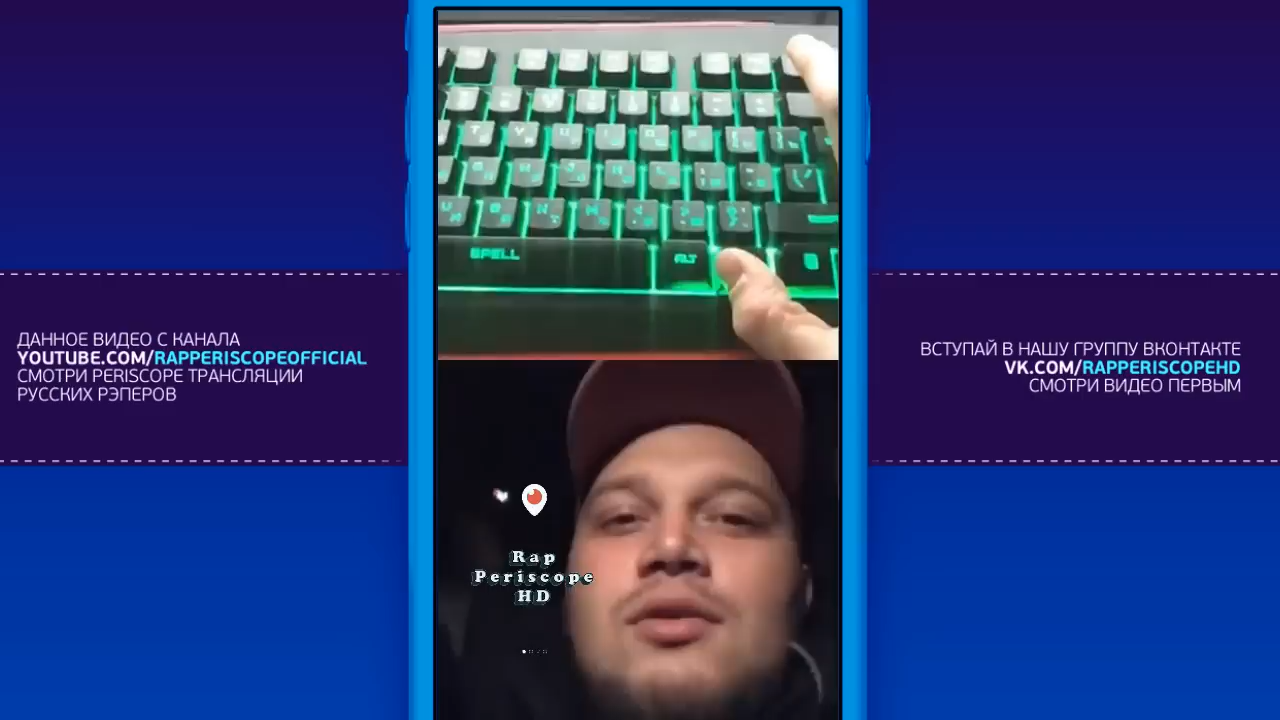 ДАННОЕ ВИДЕО С КАНАЛА
YOUTUBE.COM/RAPPERISCOPEOFFICIAL
СМОТРИ PERISCOPE ТРАНСЛЯЦИИ
РУССКИХ РЭПЕРОВ
SPELL
ALT
Rap
Periscope
HD
ВСТУПАЙ В НАШУ ГРУППУ ВКОНТАКТЕ
VK.COM/RAPPERISCOPEHD
СМОТРИ ВИДЕО ПЕРВЫМ